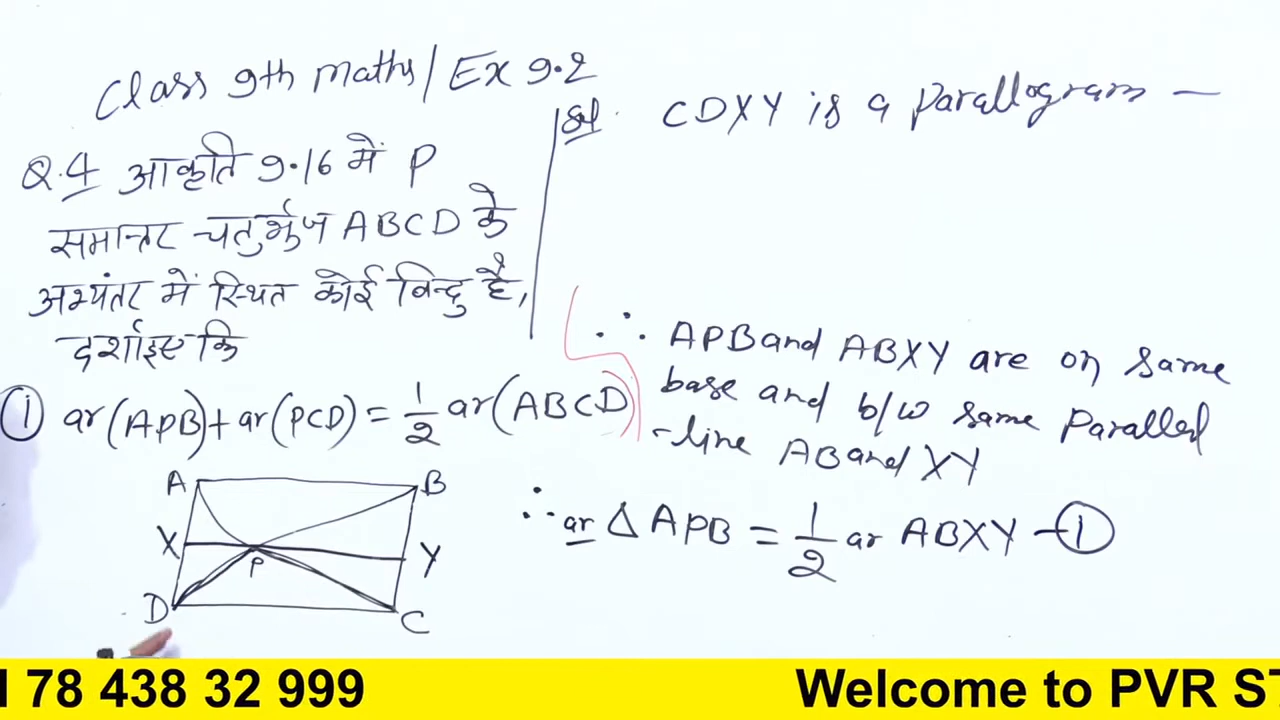 Class 9th maths / Ex 9.2
Q.4 आकृति 9.16 में P
समान्तर चतुर्भुज ABCD के
अभ्यंतर में स्थित कोई बिन्दु है,
दर्शाइए कि
① ar(APB)+ar(PCD) = 1/2 ar(ABCD)
A B
X Y
P
D C
Sol. CDXY is a Parallogram —
∴ APB and ABXY are on same
base and b/w same Parallel
-line AB and XY
∴ ar △ APB = 1/2 ar ABXY —①
78 438 32 999
Welcome to PVR